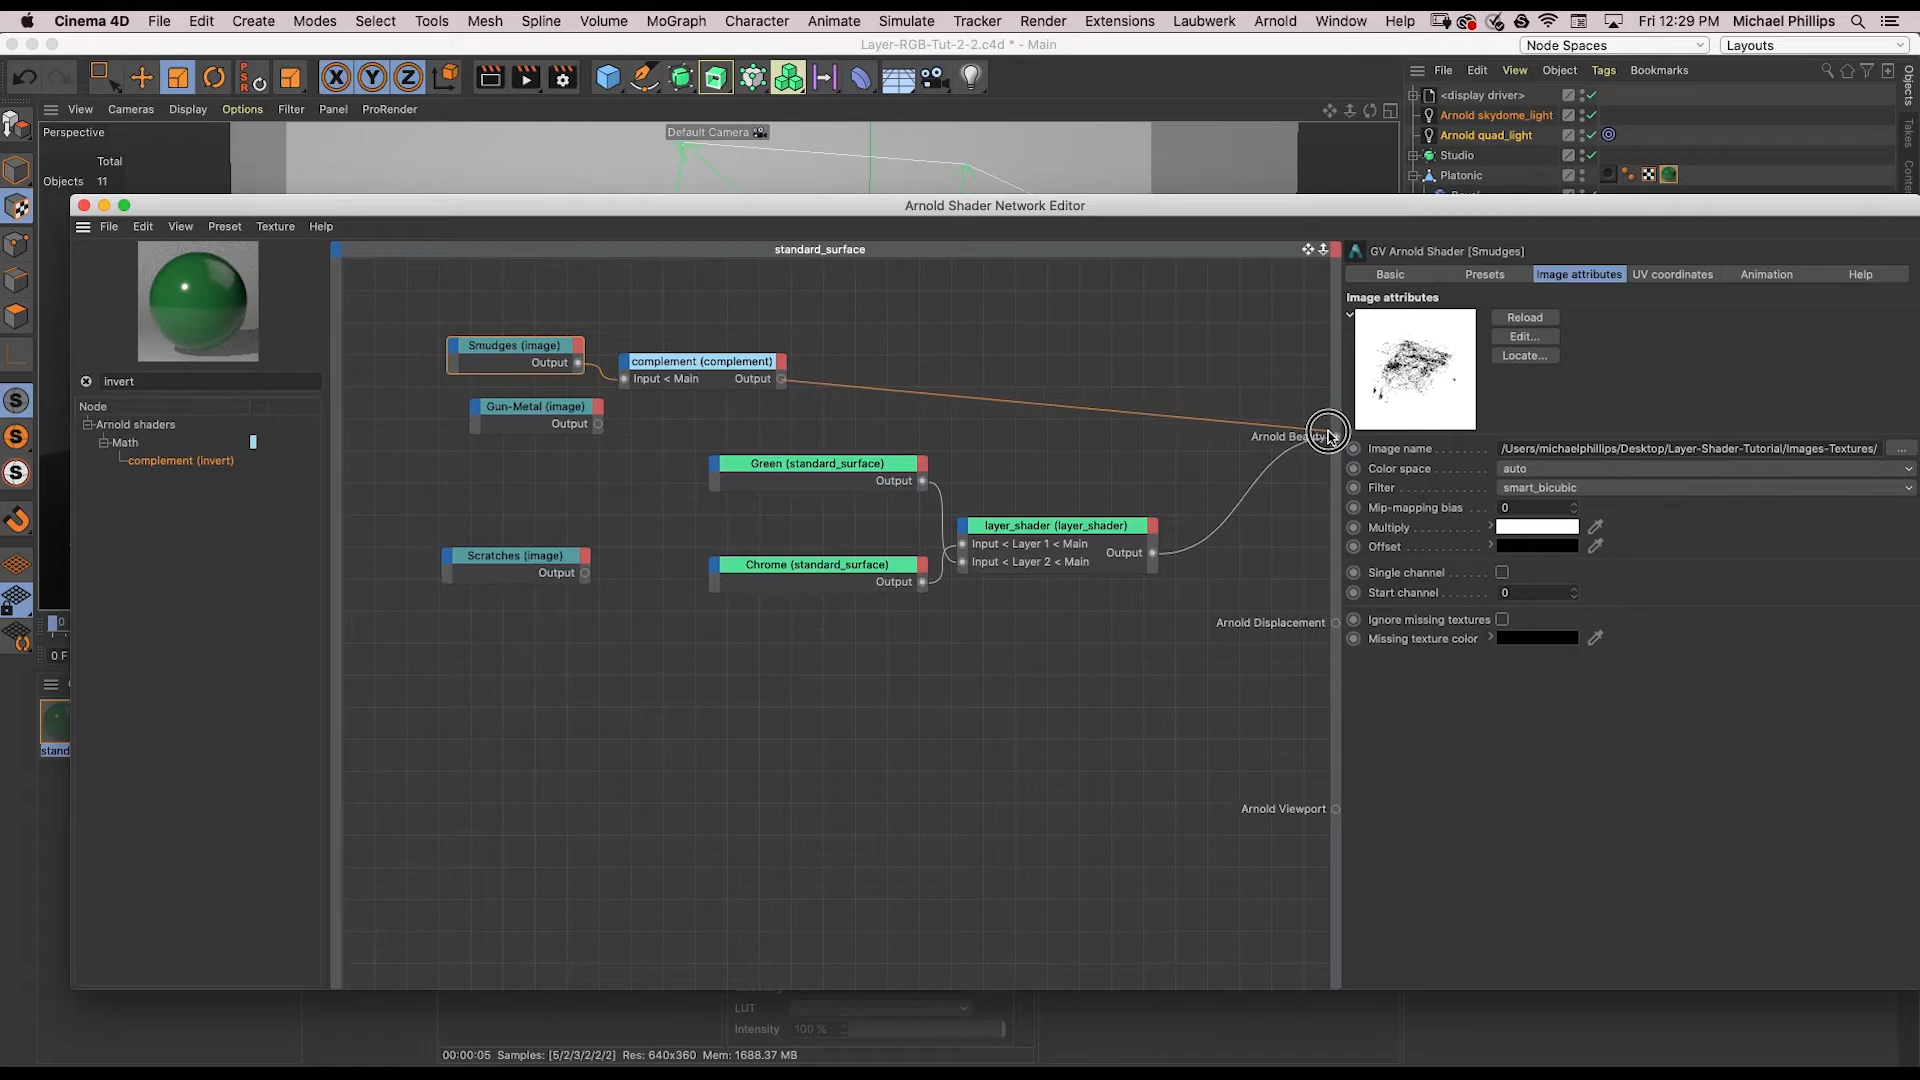 Cinema 4D File Edit Create Modes Select Tools Mesh Spline Volume MoGraph Character Animate Simulate Tracker Render Extensions Laubwerk Arnold Window Help Fri 12:29 PM Michael Phillips
Layer-RGB-Tut-2-2.c4d * - Main
Node Spaces
Layouts
PSR
X Y Z
File Edit View Object Tags Bookmarks
Objects
Takes
View Cameras Display Options Filter Panel ProRender
Perspective
Default Camera
Total
Objects 11
<display driver>
Arnold skydome_light
Arnold quad_light
Studio
Platonic
Arnold Shader Network Editor
File Edit View Preset Texture Help
invert
Node
Arnold shaders
Math
complement (invert)
standard_surface
Smudges (image)
Output
complement (complement)
Input < Main Output
Gun-Metal (image)
Output
Green (standard_surface)
Output
layer_shader (layer_shader)
Input < Layer 1 < Main
Output
Input < Layer 2 < Main
Scratches (image)
Output
Chrome (standard_surface)
Output
Arnold Beauty
Arnold Displacement
Arnold Viewport
GV Arnold Shader [Smudges]
Basic Presets Image attributes UV coordinates Animation Help
Image attributes
Reload
Edit...
Locate...
Image name . . . . . . . /Users/michaelphillips/Desktop/Layer-Shader-Tutorial/Images-Textures/ ...
Color space . . . . . . . auto
Filter . . . . . . . . . . . . smart_bicubic
Mip-mapping bias . . . 0
Multiply . . . . . . . . .
Offset . . . . . . . . . .
Single channel . . . . . .
Start channel . . . . . . . 0
Ignore missing textures
Missing texture color
0
0 F
stand
LUT
Intensity 100 %
00:00:05 Samples: [5/2/3/2/2/2] Res: 640x360 Mem: 1688.37 MB